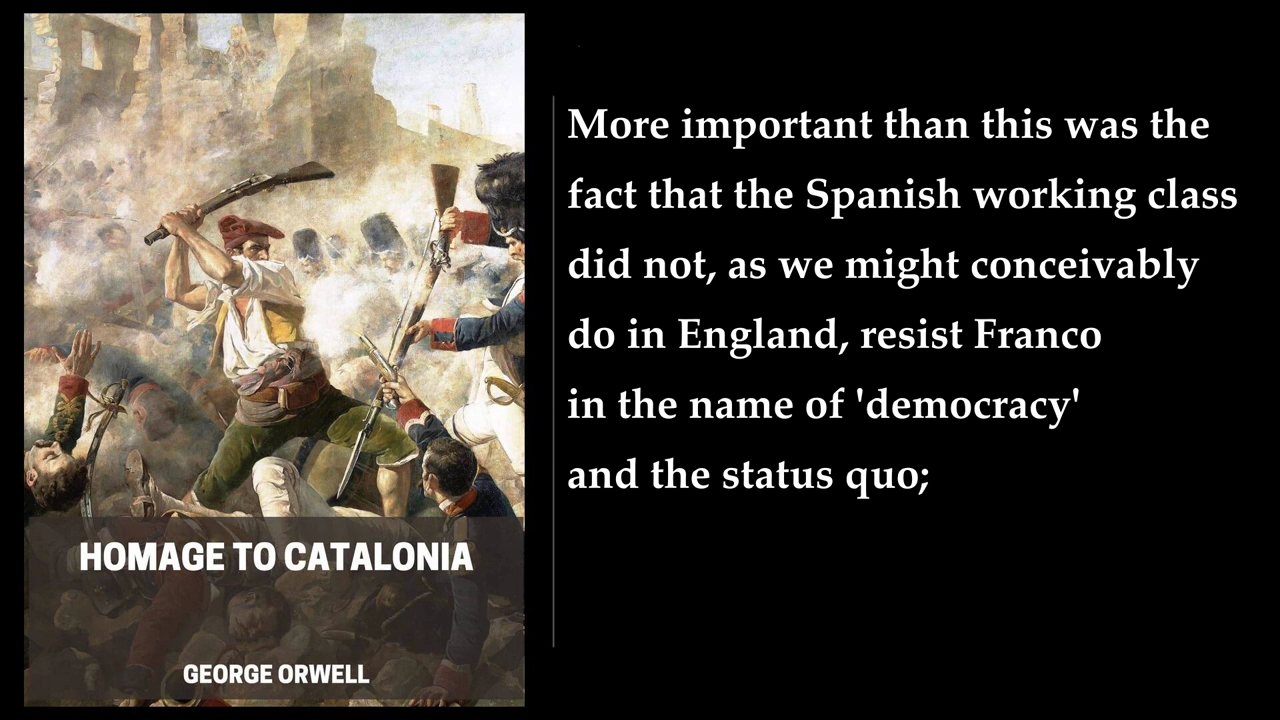 HOMAGE TO CATALONIA
GEORGE ORWELL
More important than this was the
fact that the Spanish working class
did not, as we might conceivably
do in England, resist Franco
in the name of 'democracy'
and the status quo;